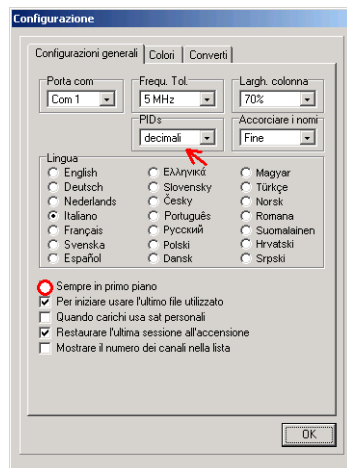 Configurazione
Configurazioni generali Colori Converti
Porta com Frequ. Tol. Largh. colonna
Com 1 5 MHz 70%
PIDs Accorciare i nomi
decimali Fine
Lingua
English Ελληνικά Magyar
Deutsch Slovensky Türkçe
Nederlands Česky Norsk
Italiano Português Romana
Français Русский Suomalainen
Svenska Polski Hrvatski
Español Dansk Srpski
Sempre in primo piano
Per iniziare usare l'ultimo file utilizzato
Quando carichi usa sat personali
Restaurare l'ultima sessione all'accensione
Mostrare il numero dei canali nella lista
OK